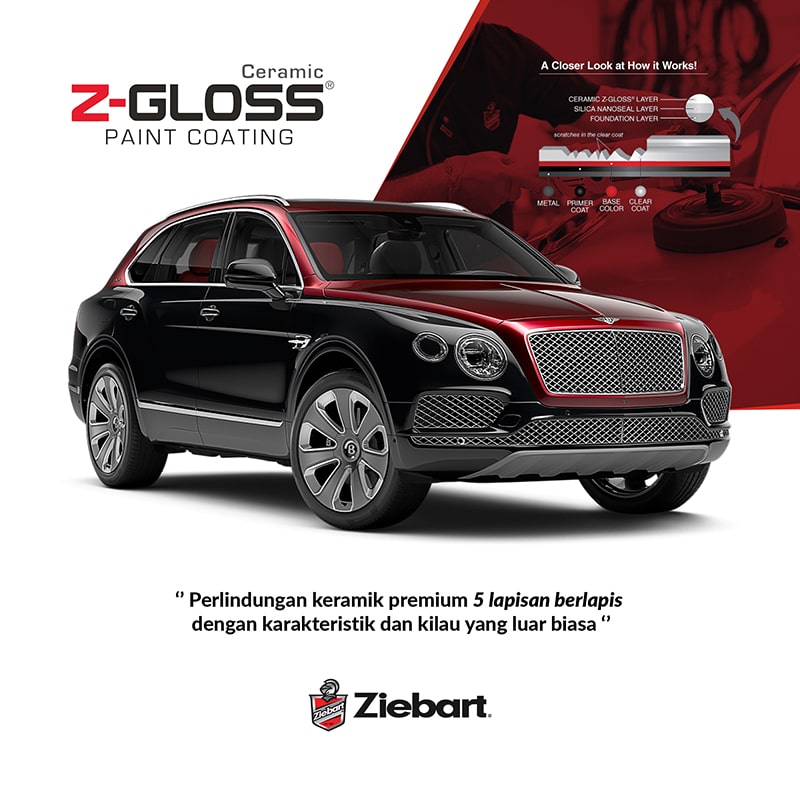 Ceramic
Z-GLOSS®
PAINT COATING
A Closer Look at How it Works!
CERAMIC Z-GLOSS® LAYER
SILICA NANOSEAL LAYER
FOUNDATION LAYER
scratches in the clear coat
METAL
PRIMER COAT
BASE COLOR
CLEAR COAT
‘’ Perlindungan keramik premium 5 lapisan berlapis
dengan karakteristik dan kilau yang luar biasa ‘’
Ziebart
Ziebart®